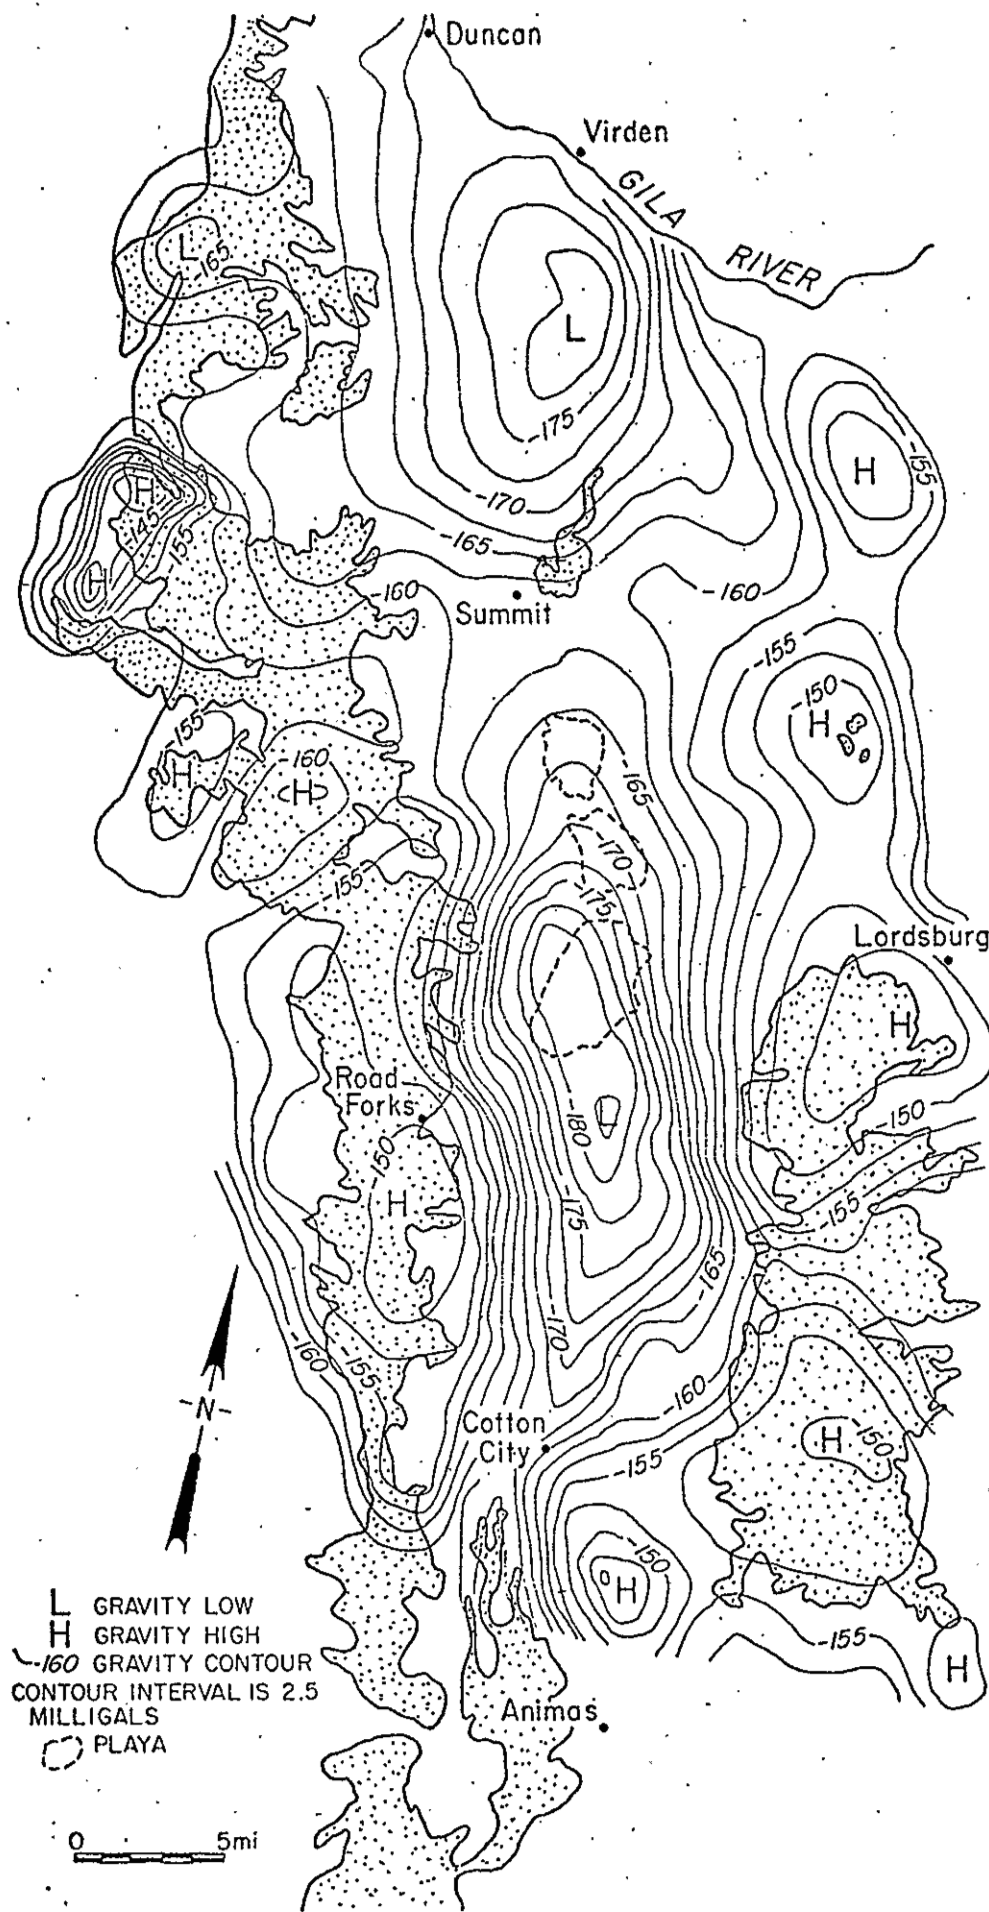 Duncan
Virden
GILA
RIVER
L
-165
L
-175
-155
H
H
-145
-155
-170
H
-165
-160
-160
Summit
-155
-150
H
-155
-160
H
H
-165
-170
155
-175
Lordsburg
H
Road
Forks
-180
L
-150
150
H
-155
-175
-165
-160
-155
-170
-160
-N-
Cotton
City
H
150
-155
-150
H
L GRAVITY LOW
H GRAVITY HIGH
-160 GRAVITY CONTOUR
CONTOUR INTERVAL IS 2.5
MILLIGALS
PLAYA
-155
H
Animas
0 5mi